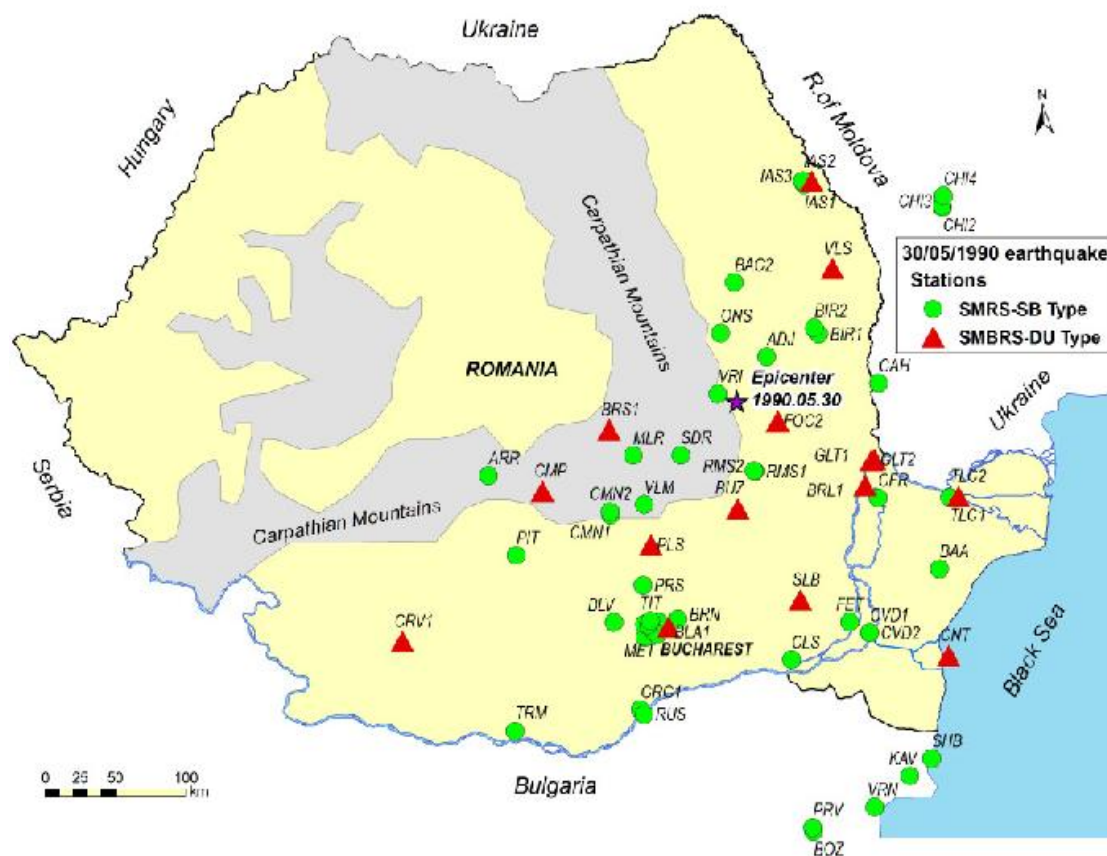 Ukraine
Hungary
R.of Moldova
N
IAS2
IAS3
IAS1
CHI4
CHI3
CHI2
Carpathian Mountains
VLS
30/05/1990 earthquake
Stations
SMRS-SB Type
SMBRS-DU Type
BAC2
BIR2
BIR1
ONS
ADJ
ROMANIA
VRI
Epicenter
1990.05.30
CAH
Ukraine
BRS1
FOC2
MLR
SDR
GLT1
GLT2
ARR
CMP
RMS2
RMS1
TLC2
Serbia
CMN2
VLM
BUZ
BRL1
CFR
TLC1
Carpathian Mountains
CMN1
PIT
PLS
BAA
PRS
SLB
BLV
TIT
BRN
FET
CVD1
CRV1
BLA1
CVD2
MET
BUCHAREST
CLS
CNT
Black Sea
CRC1
RUS
TRM
SHB
0 25 50 100
km
Bulgaria
KAV
VRN
PRV
BOZ